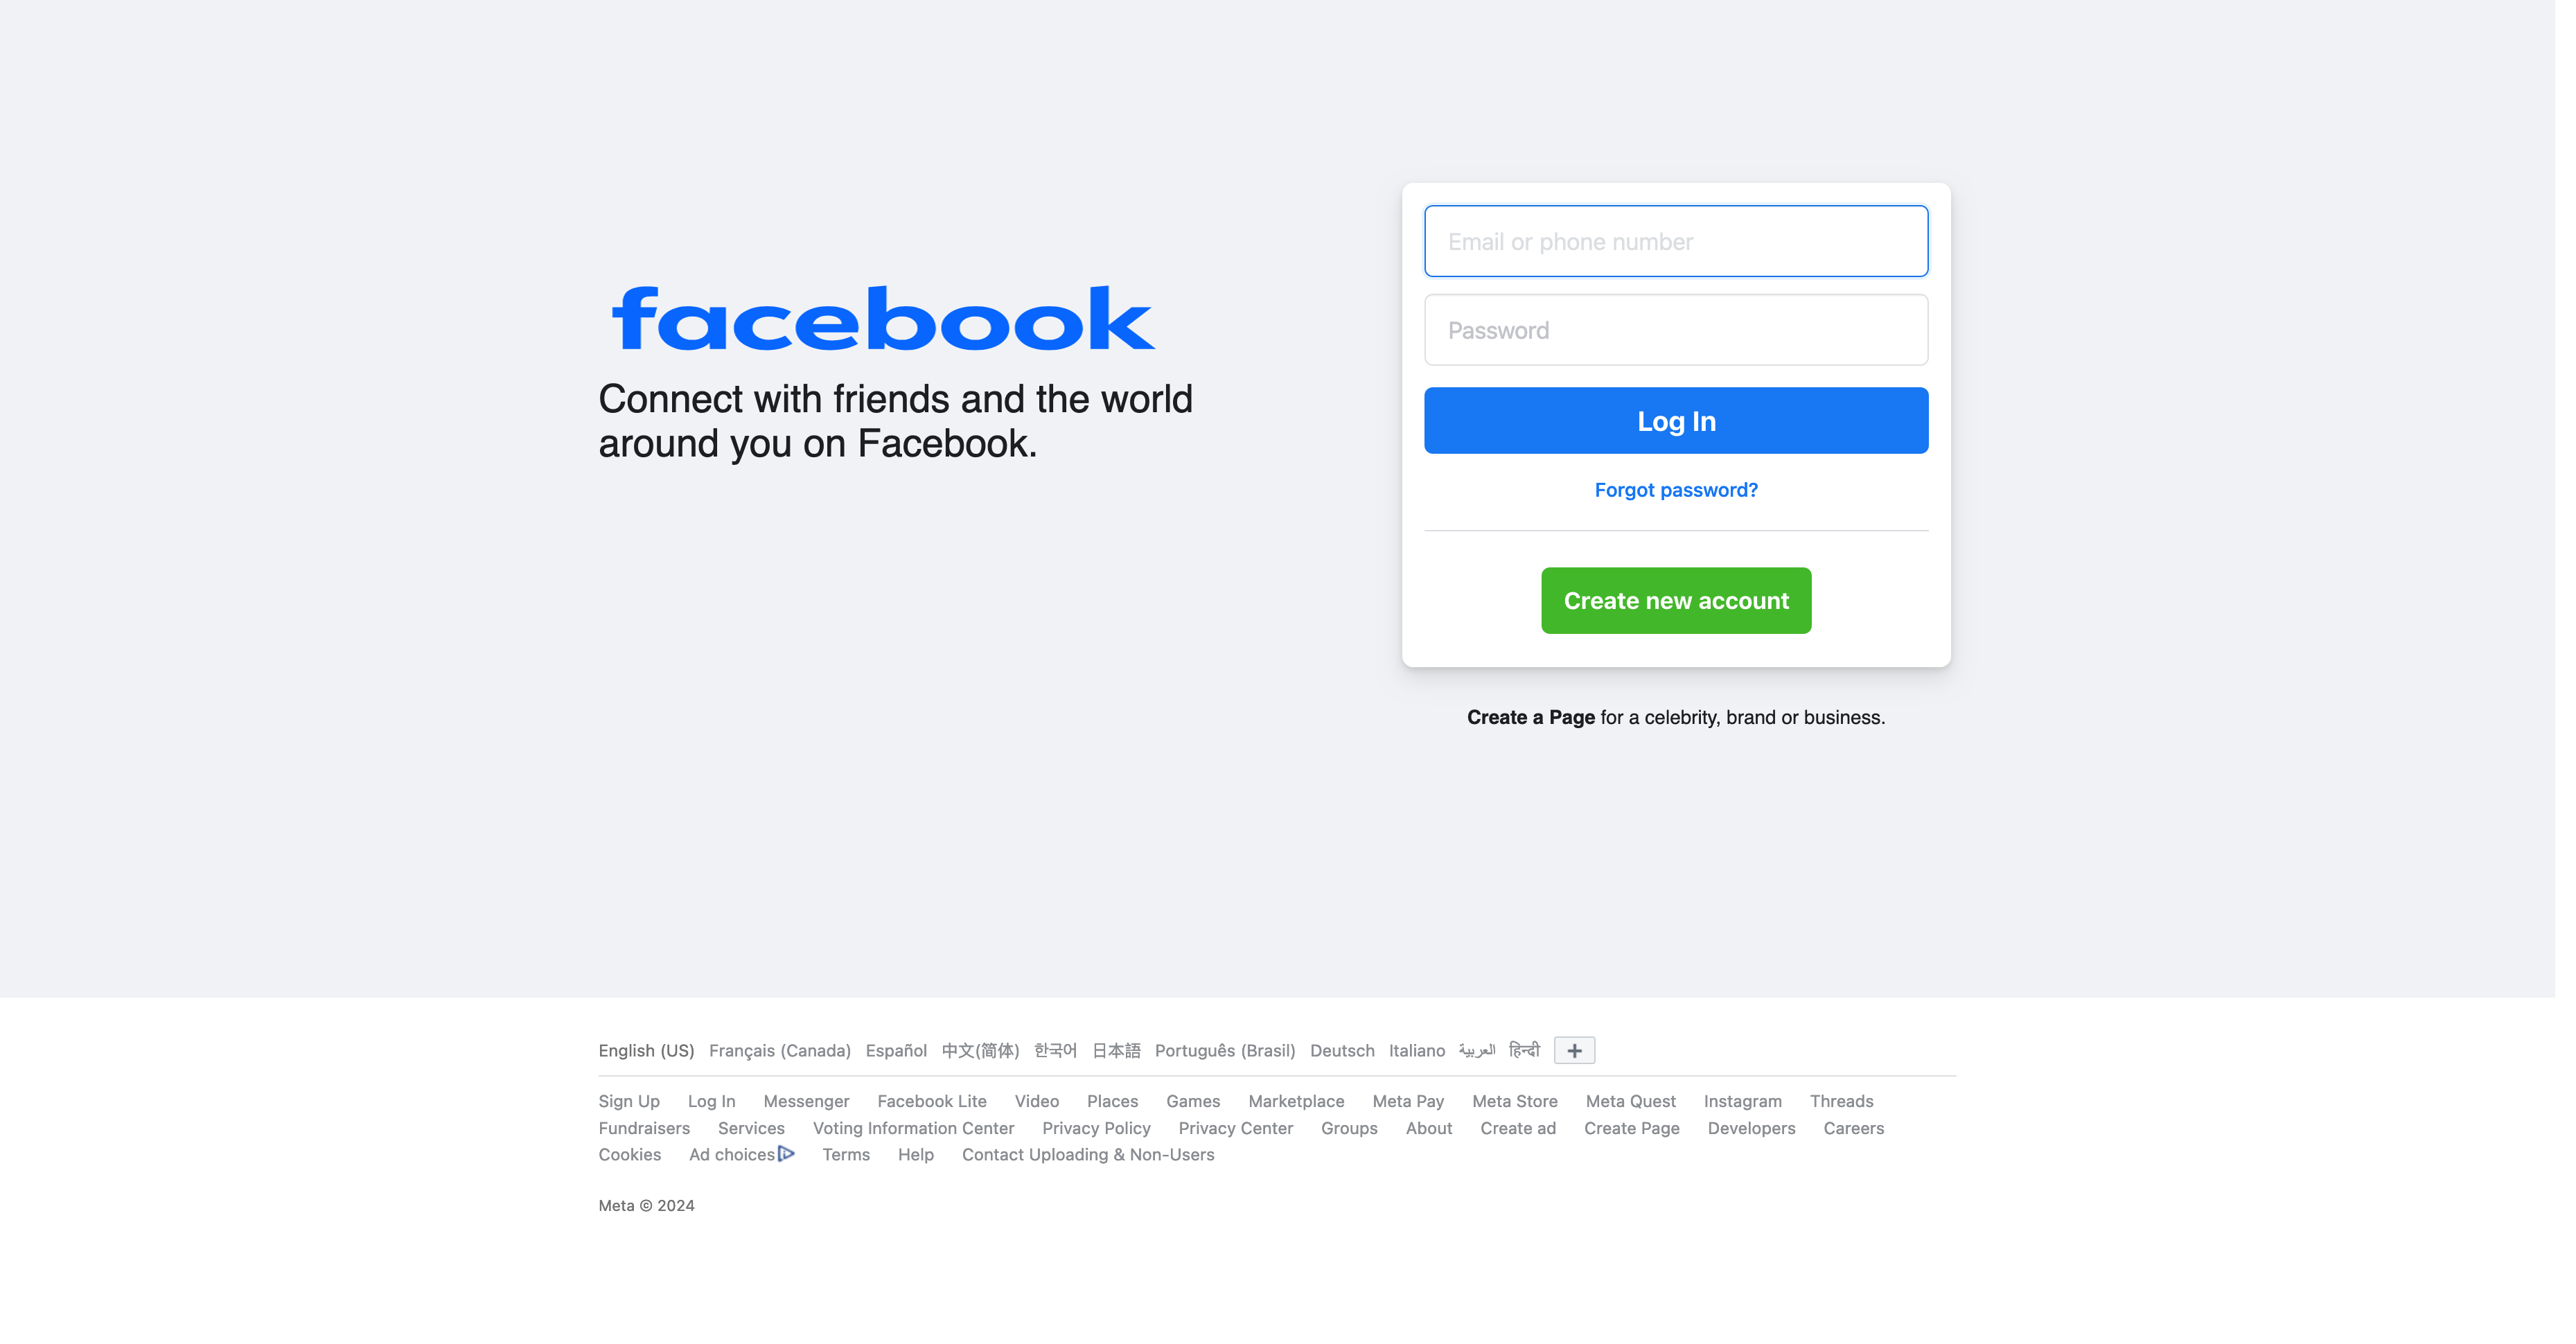 facebook
Connect with friends and the world
around you on Facebook.
Email or phone number
Password
Log In
Forgot password?
Create new account
Create a Page for a celebrity, brand or business.
English (US) Français (Canada) Español 中文(简体) 한국어 日本語 Português (Brasil) Deutsch Italiano العربية हिन्दी
Sign Up Log In Messenger Facebook Lite Video Places Games Marketplace Meta Pay Meta Store Meta Quest Instagram Threads
Fundraisers Services Voting Information Center Privacy Policy Privacy Center Groups About Create ad Create Page Developers Careers
Cookies Ad choices Terms Help Contact Uploading & Non-Users
Meta © 2024